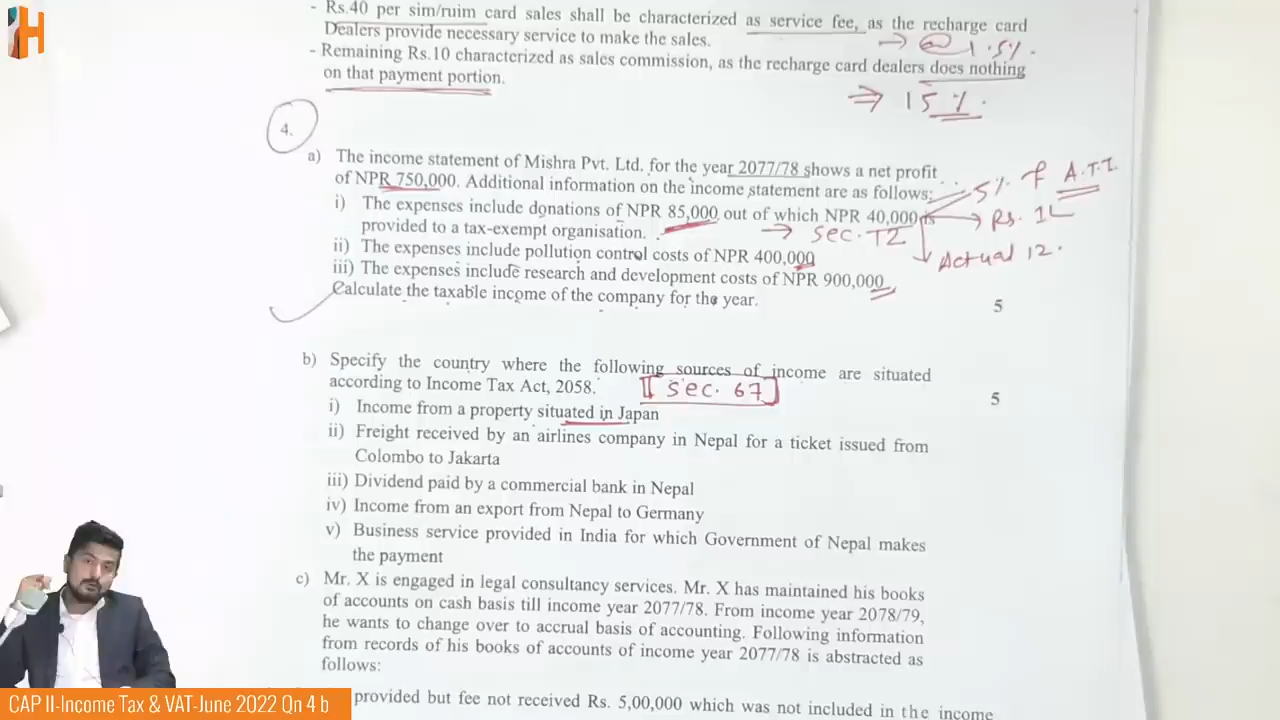 H
- Rs.40 per sim/ruim card sales shall be characterized as service fee, as the recharge card
Dealers provide necessary service to make the sales.
→ @ 1.5%.
- Remaining Rs.10 characterized as sales commission, as the recharge card dealers does nothing
on that payment portion.
⇒ 15%.
4.
a) The income statement of Mishra Pvt. Ltd. for the year 2077/78 shows a net profit
of NPR 750,000. Additional information on the income statement are as follows:
5% of A.T.I.
i) The expenses include donations of NPR 85,000 out of which NPR 40,000 is
→ Rs. 1L
provided to a tax-exempt organisation.
→ Sec. 12
Actual 12.
ii) The expenses include pollution control costs of NPR 400,000
iii) The expenses include research and development costs of NPR 900,000
Calculate the taxable income of the company for the year.
5
b) Specify the country where the following sources of income are situated
according to Income Tax Act, 2058.
[ Sec. 67 ]
5
i) Income from a property situated in Japan
ii) Freight received by an airlines company in Nepal for a ticket issued from
Colombo to Jakarta
iii) Dividend paid by a commercial bank in Nepal
iv) Income from an export from Nepal to Germany
v) Business service provided in India for which Government of Nepal makes
the payment
c) Mr. X is engaged in legal consultancy services. Mr. X has maintained his books
of accounts on cash basis till income year 2077/78. From income year 2078/79,
he wants to change over to accrual basis of accounting. Following information
from records of his books of accounts of income year 2077/78 is abstracted as
follows:
provided but fee not received Rs. 5,00,000 which was not included in the income
CAP II-Income Tax & VAT-June 2022 Qn 4 b